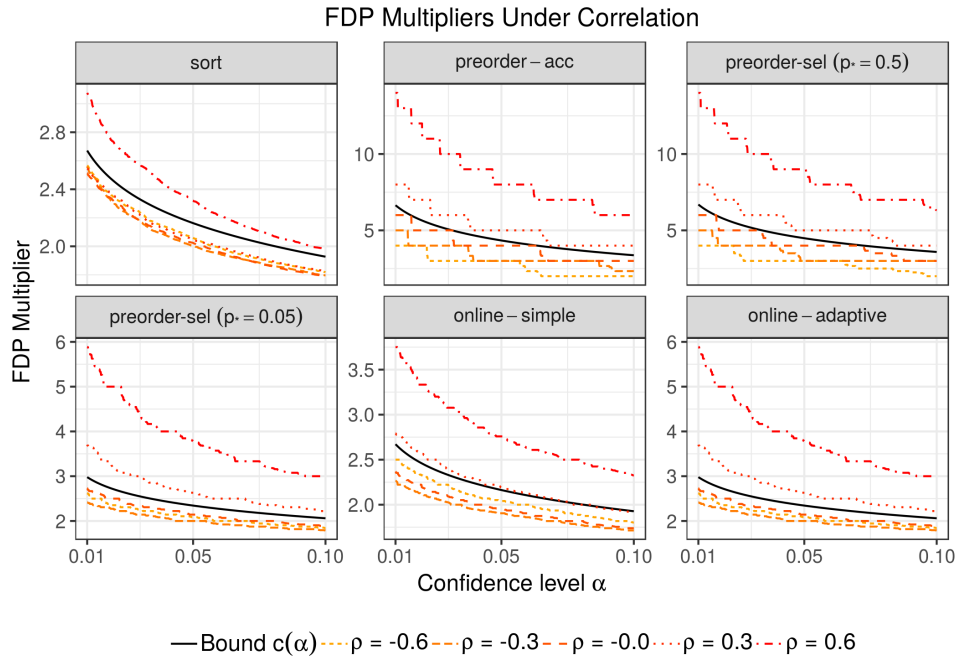 FDP Multipliers Under Correlation
sort
preorder − acc
preorder-sel (p* = 0.5)
2.8
2.4
2.0
10
5
10
5
FDP Multiplier
preorder-sel (p* = 0.05)
online − simple
online − adaptive
6
5
4
3
2
3.5
3.0
2.5
2.0
6
5
4
3
2
0.01 0.05 0.10
0.01 0.05 0.10
0.01 0.05 0.10
Confidence level α
Bound c(α) ρ = -0.6 ρ = -0.3 ρ = -0.0 ρ = 0.3 ρ = 0.6